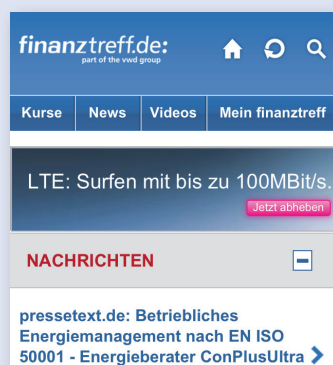 finanztreff.de:
part of the vwd group
Kurse News Videos Mein finanztreff
LTE: Surfen mit bis zu 100MBit/s.
Jetzt abheben
NACHRICHTEN
pressetext.de: Betriebliches
Energiemanagement nach EN ISO
50001 - Energieberater ConPlusUltra